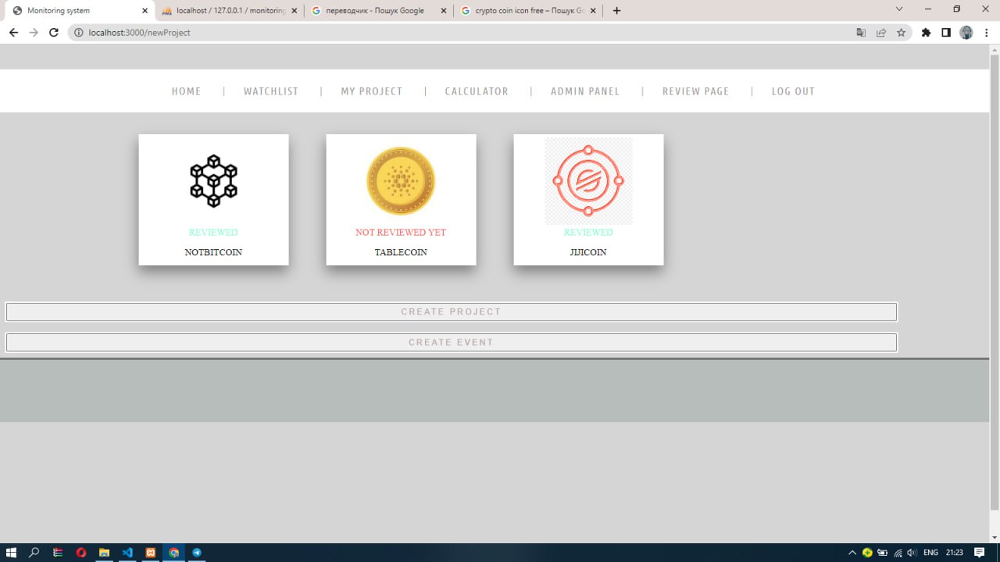 Monitoring system
localhost / 127.0.0.1 / monitoring
переводчик - Пошук Google
crypto coin icon free – Пошук Go
localhost:3000/newProject
HOME | WATCHLIST | MY PROJECT | CALCULATOR | ADMIN PANEL | REVIEW PAGE | LOG OUT
REVIEWED
NOTBITCOIN
NOT REVIEWED YET
TABLECOIN
REVIEWED
JIJICOIN
CREATE PROJECT
CREATE EVENT
ENG 21:23